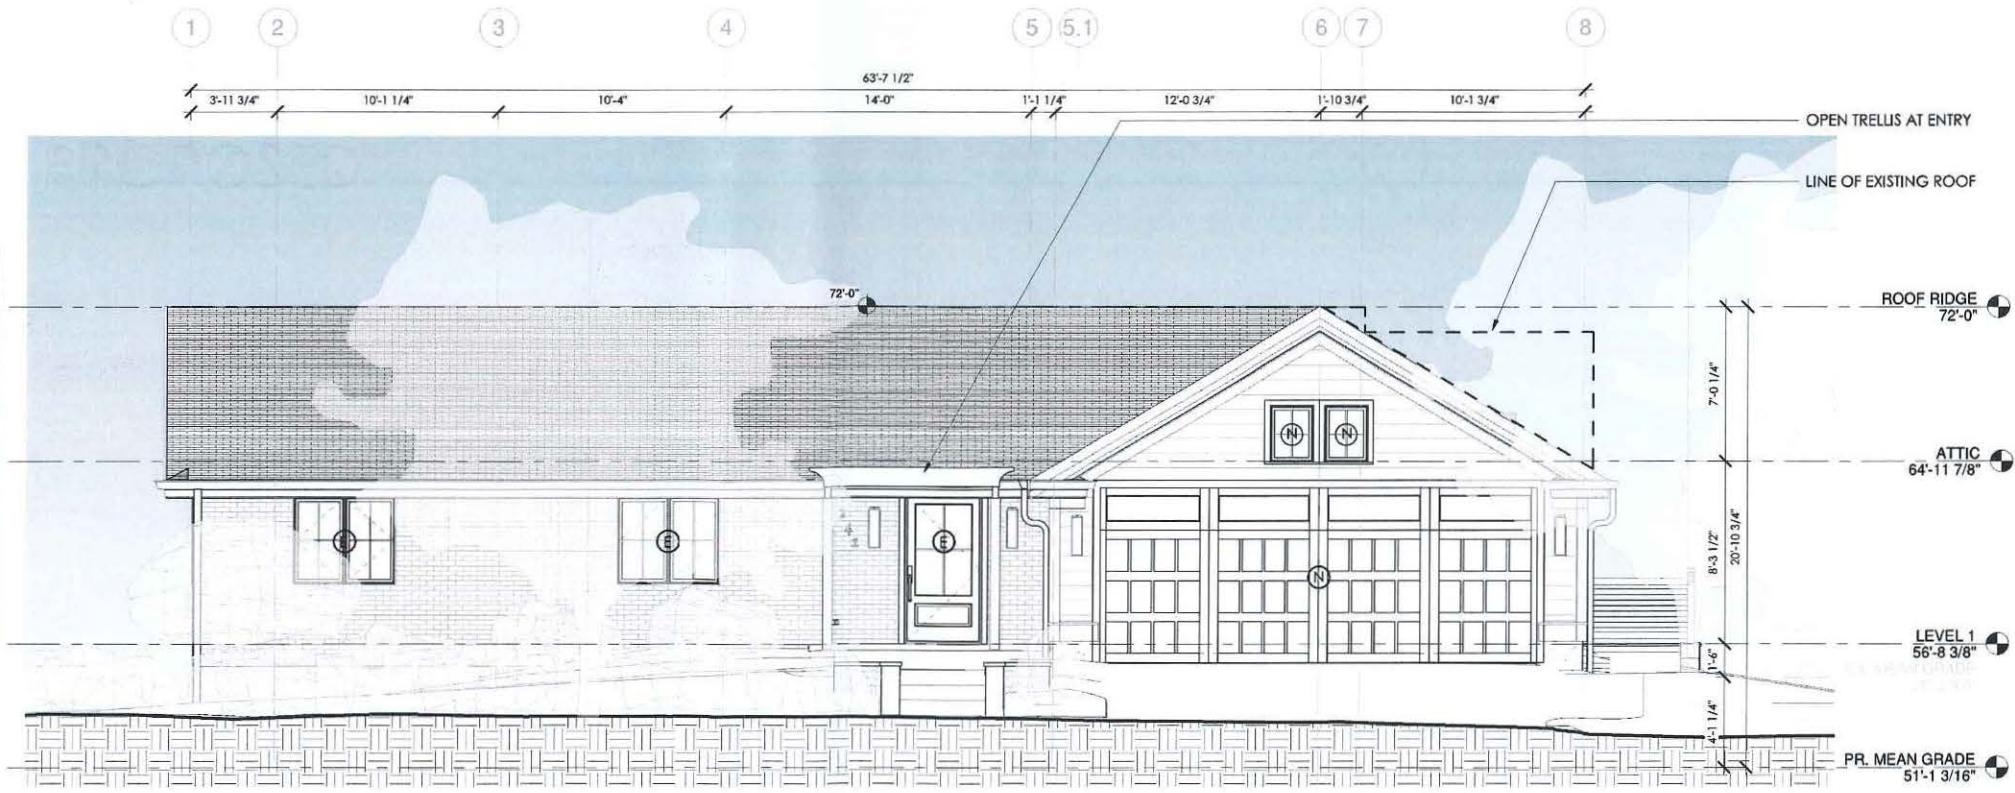 1 2 3 4 5 5.1 6 7 8
63'-7 1/2"
3'-11 3/4" 10'-1 1/4" 10'-4" 14'-0" 1'-1 1/4" 12'-0 3/4" 1'-10 3/4" 10'-1 3/4"
OPEN TRELLIS AT ENTRY
LINE OF EXISTING ROOF
72'-0"
ROOF RIDGE
72'-0"
7'-0 1/4"
N N
ATTIC
64'-11 7/8"
E E E
N
8'-3 1/2"
20'-10 3/4"
LEVEL 1
56'-8 3/8"
1'-6"
4'-1 1/4"
PR. MEAN GRADE
51'-1 3/16"